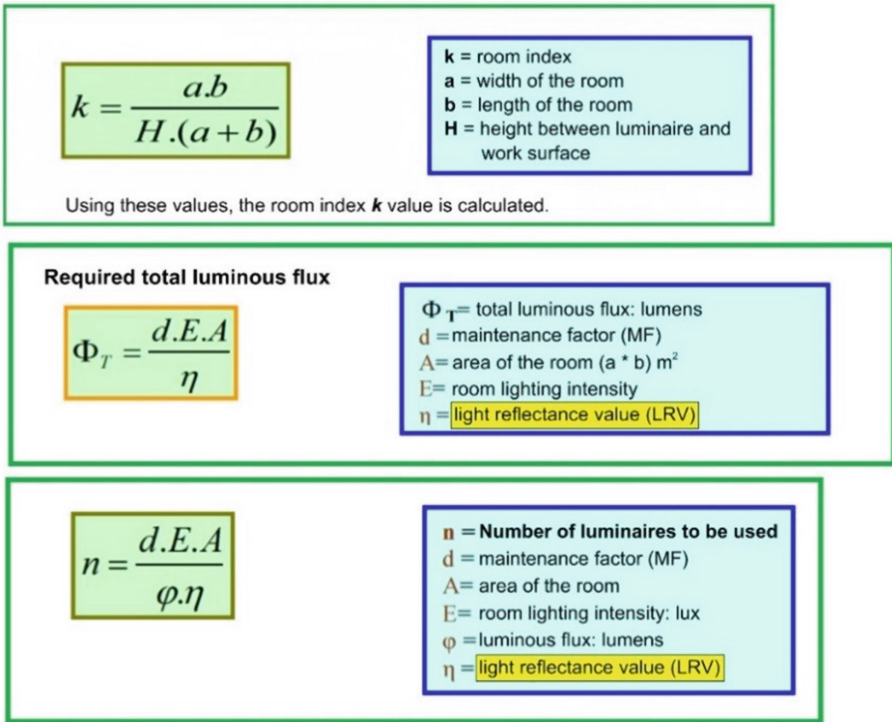 k = a.b / H.(a+b)
k = room index
a = width of the room
b = length of the room
H = height between luminaire and
work surface
Using these values, the room index k value is calculated.
Required total luminous flux
Φ_T = d.E.A / η
Φ_T= total luminous flux: lumens
d =maintenance factor (MF)
A= area of the room (a * b) m²
E= room lighting intensity
η = light reflectance value (LRV)
n = d.E.A / φ.η
n = Number of luminaires to be used
d = maintenance factor (MF)
A= area of the room
E= room lighting intensity: lux
φ =luminous flux: lumens
η = light reflectance value (LRV)